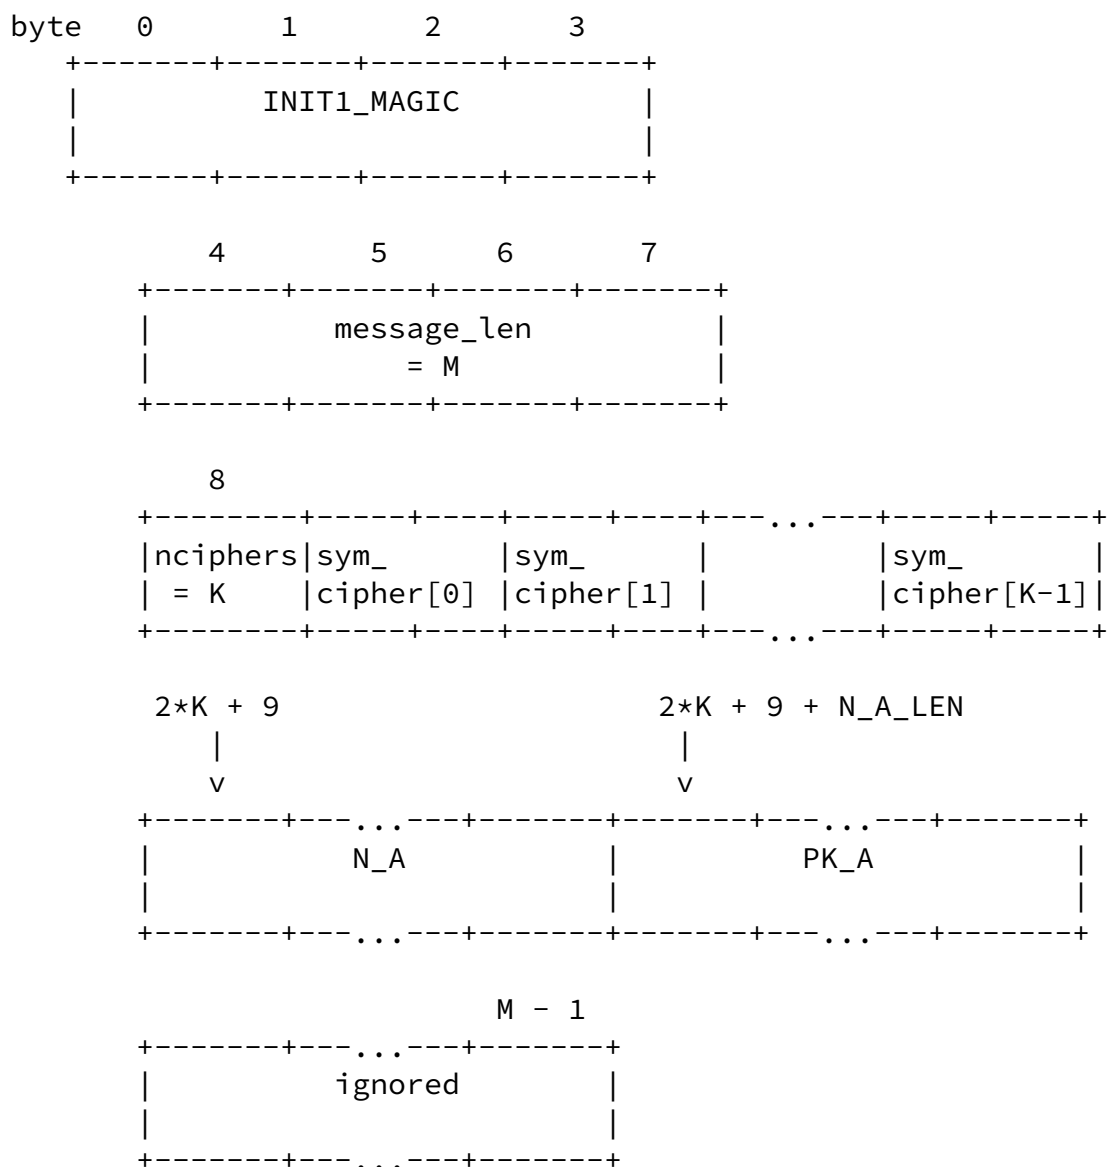 byte   0       1       2       3
   +-------+-------+-------+-------+
   |          INIT1_MAGIC          |
   |                               |
   +-------+-------+-------+-------+

           4        5      6       7
       +-------+-------+-------+-------+
       |          message_len          |
       |              = M              |
       +-------+-------+-------+-------+

           8
       +--------+-----+----+-----+----+---...---+-----+-----+
       |nciphers|sym_      |sym_      |         |sym_       |
       | = K    |cipher[0] |cipher[1] |         |cipher[K-1]|
       +--------+-----+----+-----+----+---...---+-----+-----+

        2*K + 9                     2*K + 9 + N_A_LEN
           |                         |
           v                         v
       +-------+---...---+-------+-------+---...---+-------+
       |           N_A           |          PK_A           |
       |                         |                         |
       +-------+---...---+-------+-------+---...---+-------+

                          M - 1
       +-------+---...---+-------+
       |          ignored        |
       |                         |
       +-------+---...---+-------+